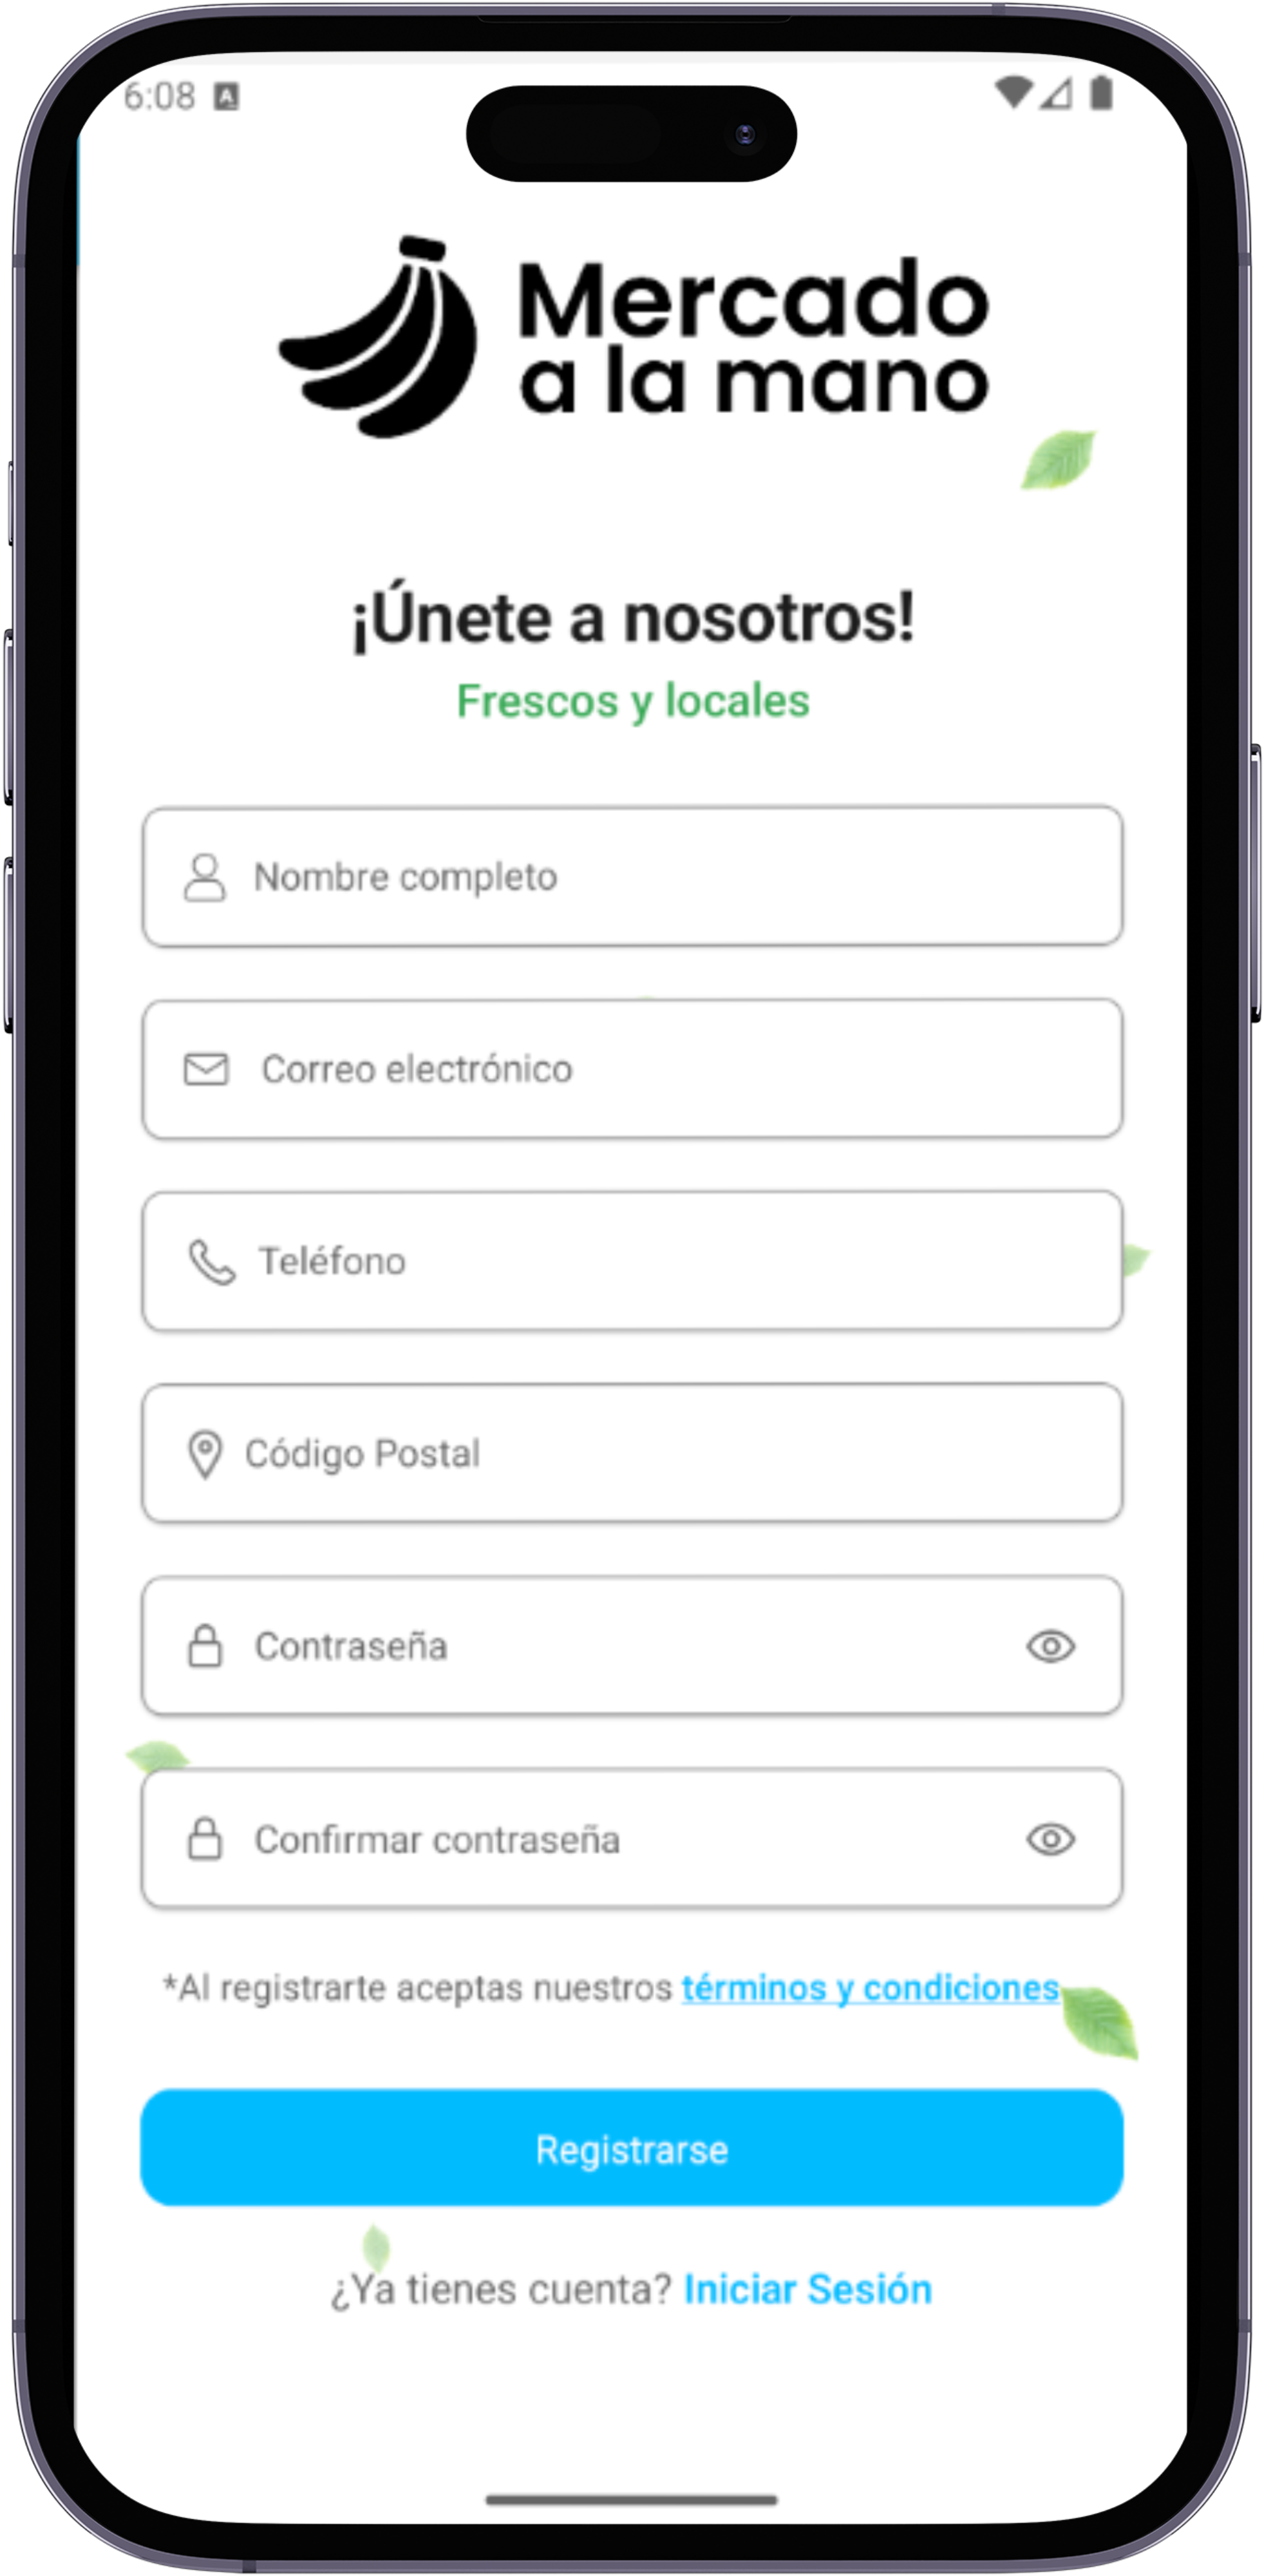 6:08 A
Mercado
a la mano
¡Únete a nosotros!
Frescos y locales
Nombre completo
Correo electrónico
Teléfono
Código Postal
Contraseña
Confirmar contraseña
*Al registrarte aceptas nuestros términos y condiciones
Registrarse
¿Ya tienes cuenta? Iniciar Sesión